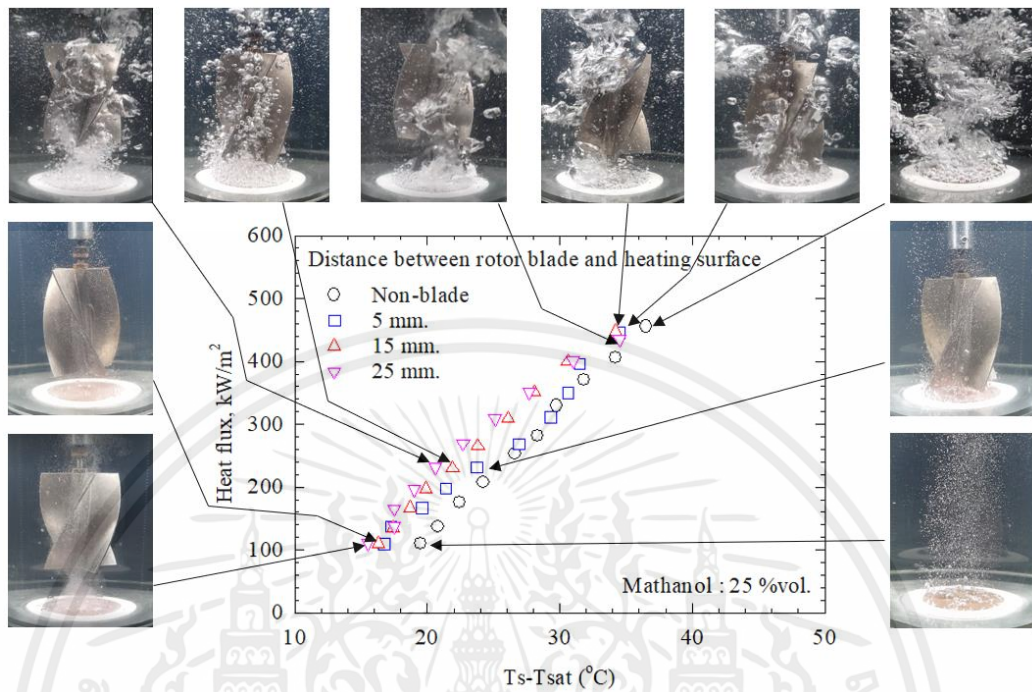 600
Distance between rotor blade and heating surface
500
Non-blade
5 mm.
400
15 mm.
25 mm.
300
Heat flux, kW/m²
200
100
Mathanol : 25 %vol.
0
10
20
30
40
50
Ts-Tsat (°C)